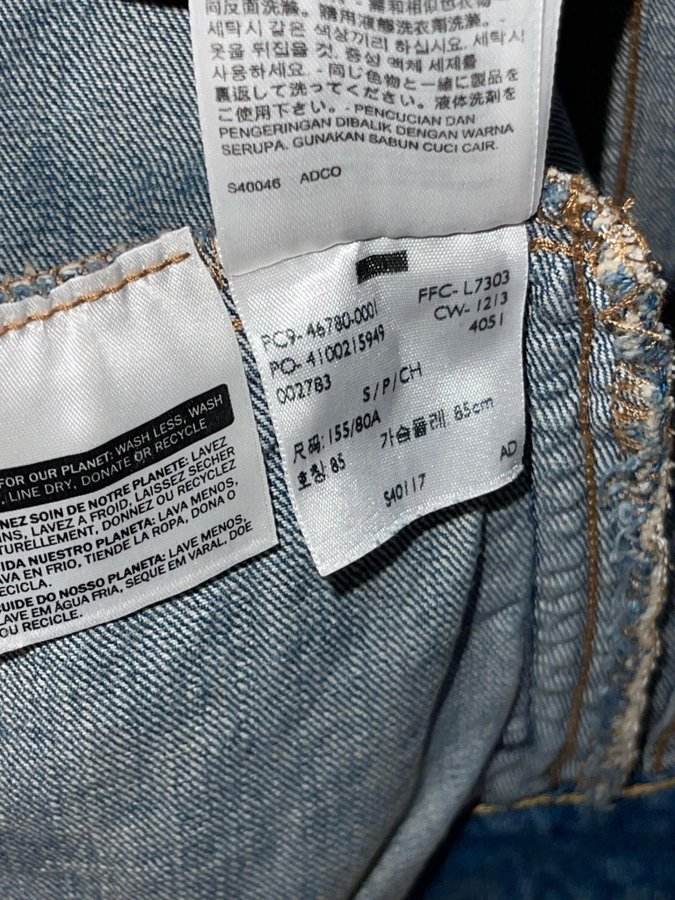 同反面洗滌。請用液態洗衣劑洗滌。
세탁시 같은 색상끼리 하십시요. 세탁시
옷을 뒤집을 것. 중성 액체 세제를
사용하세요. - 同じ色物と一緒に製品を
裏返して洗ってください。液体洗剤を
ご使用下さい。- PENCUCIAN DAN
PENGERINGAN DIBALIK DENGAN WARNA
SERUPA. GUNAKAN SABUN CUCI CAIR.
S40046 ADCO
PC9- 46780-0001 FFC- L7303
PO- 4100215949 CW- 1213
002783 4051
S/P/CH
尺码: 155/80A 가슴둘레. 85cm
호칭: 85
S40117 AD
FOR OUR PLANET: WASH LESS, WASH
, LINE DRY, DONATE OR RECYCLE
NEZ SOIN DE NOTRE PLANÈTE: LAVEZ
INS, LAVEZ A FROID, LAISSEZ SECHER
TURELLEMENT, DONNEZ OU RECYCLEZ
IDA NUESTRO PLANETA: LAVA MENOS,
AVA EN FRIO, TIENDE LA ROPA, DONA O
RECICLA.
UIDE DO NOSSO PLANETA: LAVE MENOS,
LAVE EM ÁGUA FRIA, SEQUE EM VARAL, DOE
OU RECICLE.